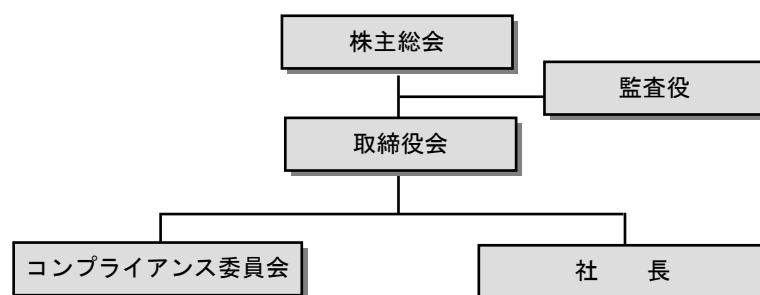 株主総会
監査役
取締役会
コンプライアンス委員会
社　　長